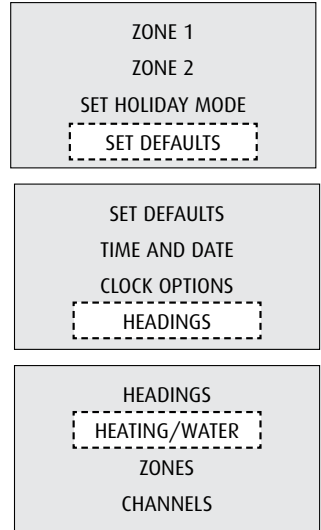 ZONE 1
ZONE 2
SET HOLIDAY MODE
SET DEFAULTS
SET DEFAULTS
TIME AND DATE
CLOCK OPTIONS
HEADINGS
HEADINGS
HEATING/WATER
ZONES
CHANNELS